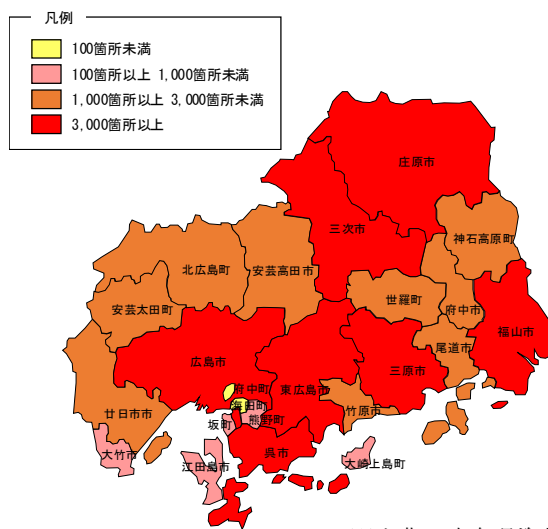 凡例
100箇所未満
100箇所以上 1,000箇所未満
1,000箇所以上 3,000箇所未満
3,000箇所以上
庄原市
三次市
神石高原町
北広島町
安芸高田市
世羅町
安芸太田町
府中市
福山市
尾道市
広島市
三原市
府中町
東広島市
廿日市市
海田町
竹原市
坂町
熊野町
大竹市
呉市
江田島市
大崎上島町